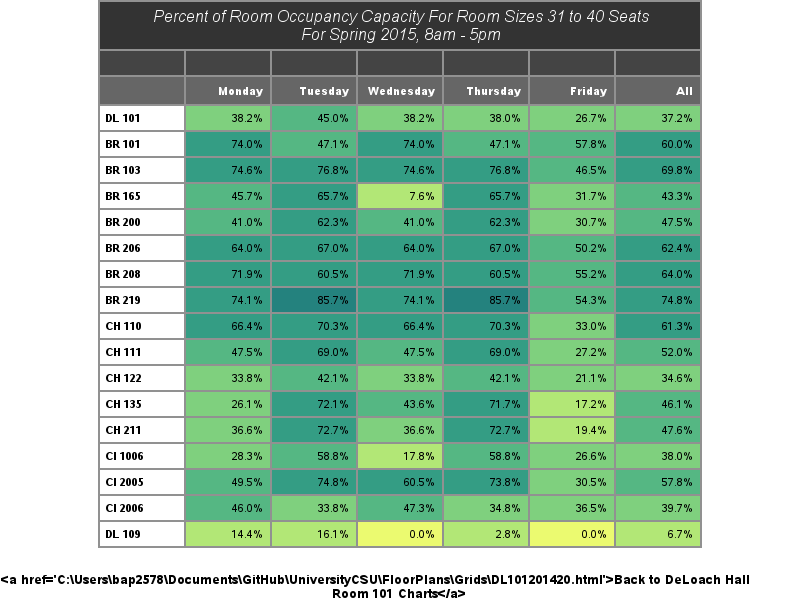 Percent of Room Occupancy Capacity For Room Sizes 31 to 40 Seats
For Spring 2015, 8am - 5pm
Monday Tuesday Wednesday Thursday Friday All
DL 101 38.2% 45.0% 38.2% 38.0% 26.7% 37.2%
BR 101 74.0% 47.1% 74.0% 47.1% 57.8% 60.0%
BR 103 74.6% 76.8% 74.6% 76.8% 46.5% 69.8%
BR 165 45.7% 65.7% 7.6% 65.7% 31.7% 43.3%
BR 200 41.0% 62.3% 41.0% 62.3% 30.7% 47.5%
BR 206 64.0% 67.0% 64.0% 67.0% 50.2% 62.4%
BR 208 71.9% 60.5% 71.9% 60.5% 55.2% 64.0%
BR 219 74.1% 85.7% 74.1% 85.7% 54.3% 74.8%
CH 110 66.4% 70.3% 66.4% 70.3% 33.0% 61.3%
CH 111 47.5% 69.0% 47.5% 69.0% 27.2% 52.0%
CH 122 33.8% 42.1% 33.8% 42.1% 21.1% 34.6%
CH 135 26.1% 72.1% 43.6% 71.7% 17.2% 46.1%
CH 211 36.6% 72.7% 36.6% 72.7% 19.4% 47.6%
CI 1006 28.3% 58.8% 17.8% 58.8% 26.6% 38.0%
CI 2005 49.5% 74.8% 60.5% 73.8% 30.5% 57.8%
CI 2006 46.0% 33.8% 47.3% 34.8% 36.5% 39.7%
DL 109 14.4% 16.1% 0.0% 2.8% 0.0% 6.7%
<a href='C:\Users\bap2578\Documents\GitHub\UniversityCSU\FloorPlans\Grids\DL101201420.html'>Back to DeLoach Hall
Room 101 Charts</a>